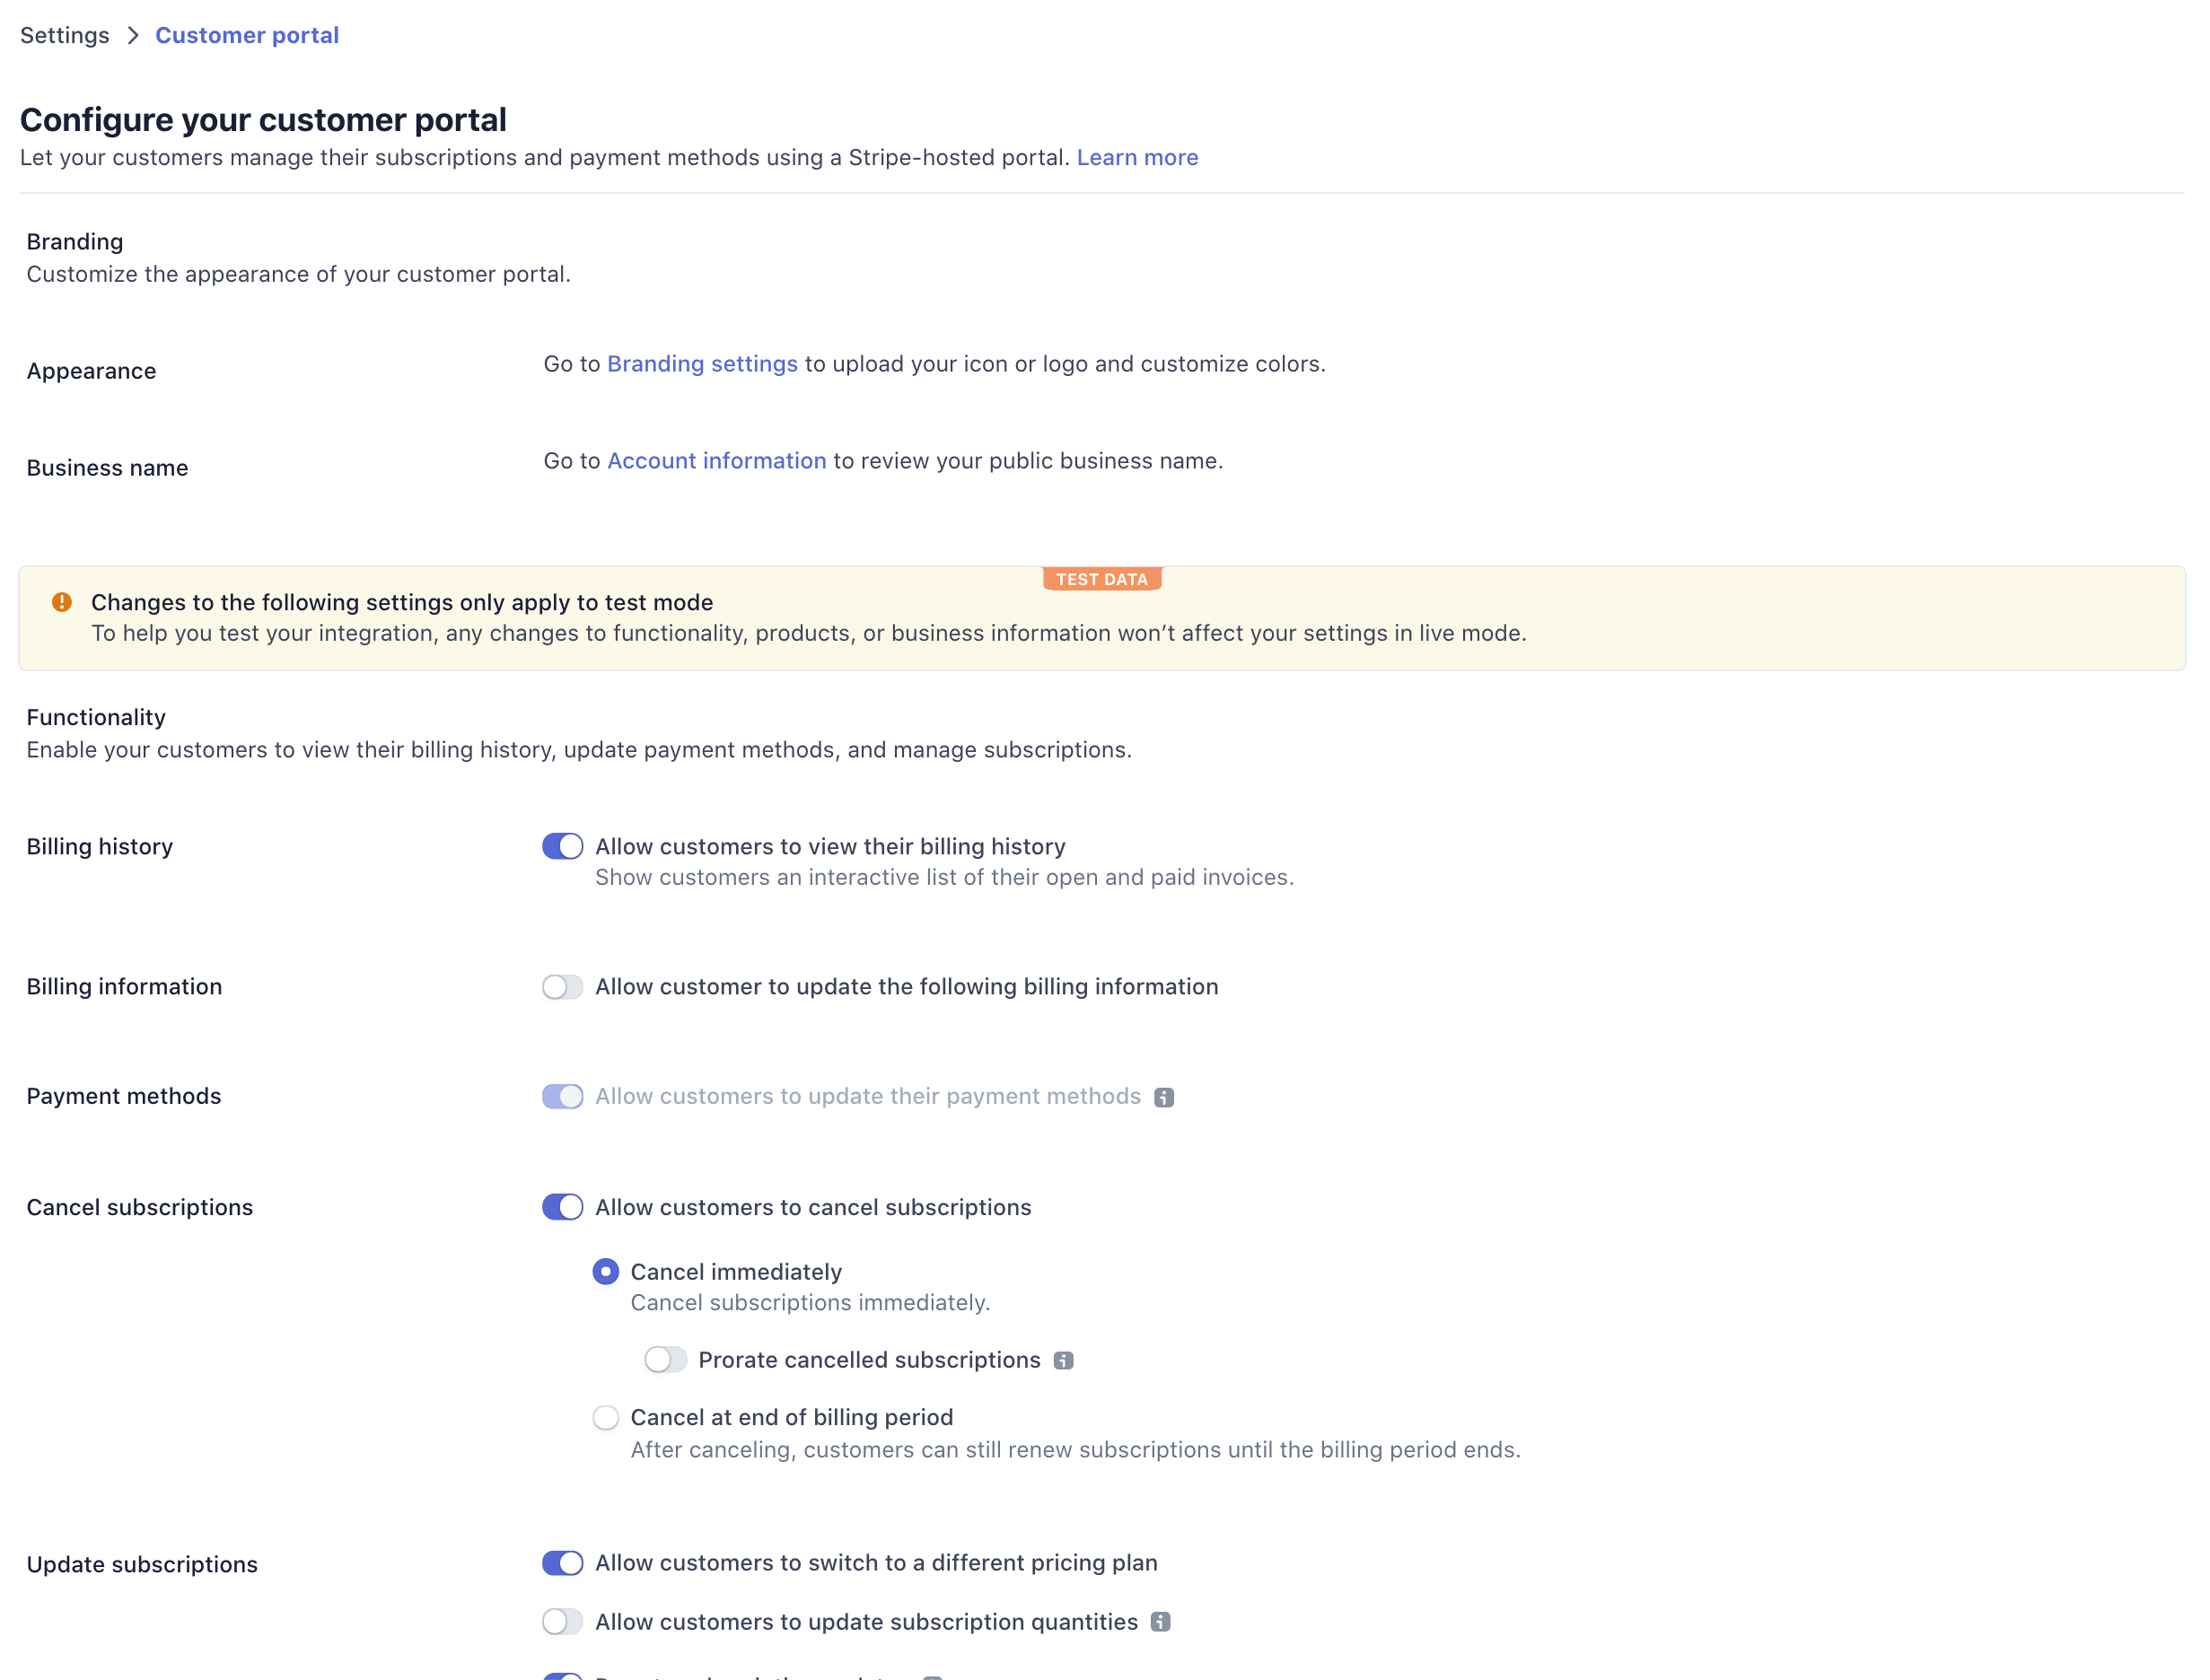 Settings > Customer portal
Configure your customer portal
Let your customers manage their subscriptions and payment methods using a Stripe-hosted portal. Learn more
Branding
Customize the appearance of your customer portal.
Appearance
Go to Branding settings to upload your icon or logo and customize colors.
Business name
Go to Account information to review your public business name.
TEST DATA
Changes to the following settings only apply to test mode
To help you test your integration, any changes to functionality, products, or business information won’t affect your settings in live mode.
Functionality
Enable your customers to view their billing history, update payment methods, and manage subscriptions.
Billing history
Allow customers to view their billing history
Show customers an interactive list of their open and paid invoices.
Billing information
Allow customer to update the following billing information
Payment methods
Allow customers to update their payment methods
Cancel subscriptions
Allow customers to cancel subscriptions
Cancel immediately
Cancel subscriptions immediately.
Prorate cancelled subscriptions
Cancel at end of billing period
After canceling, customers can still renew subscriptions until the billing period ends.
Update subscriptions
Allow customers to switch to a different pricing plan
Allow customers to update subscription quantities